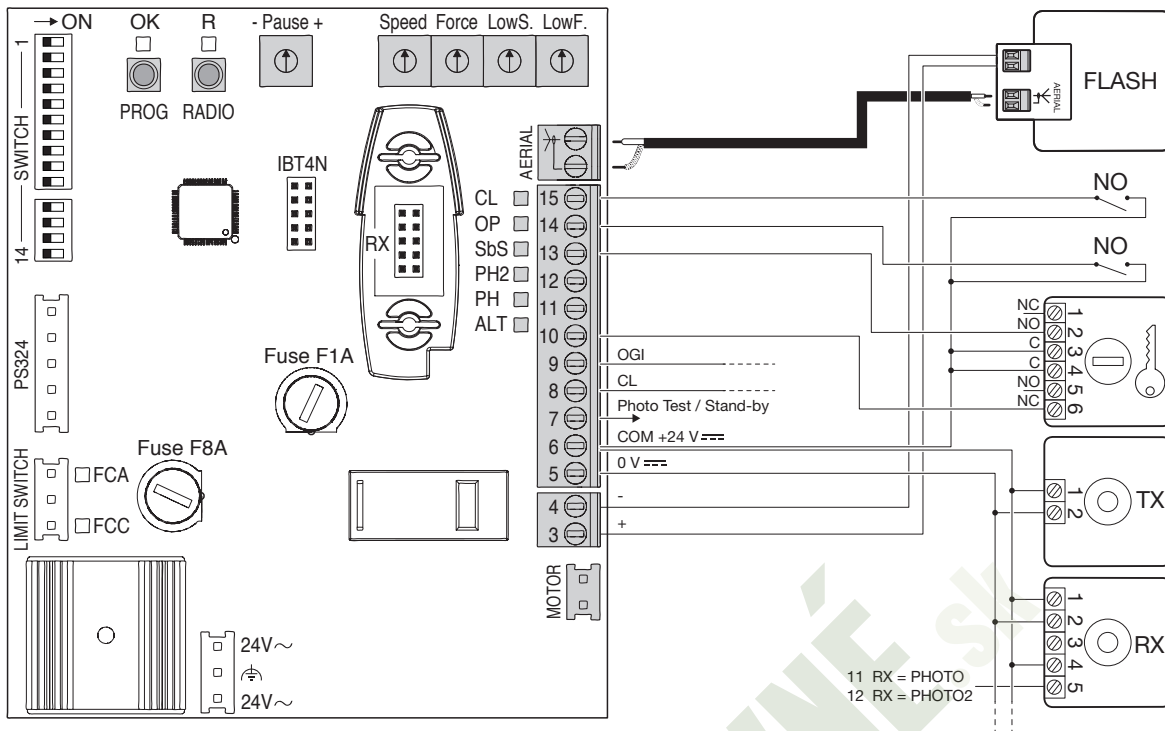 →ON
OK
R
- Pause +
Speed
Force
LowS.
LowF.
1
SWITCH
14
PROG
RADIO
IBT4N
RX
AERIAL
CL
OP
SbS
PH2
PH
ALT
15
14
13
12
11
10
9
8
7
6
5
4
3
PS324
Fuse F1A
Fuse F8A
LIMIT SWITCH
FCA
FCC
MOTOR
24V~
24V~
OGI
CL
Photo Test / Stand-by
COM +24 V
0 V
-
+
AERIAL
FLASH
NO
NO
NC
NO
C
C
NO
NC
1
2
3
4
5
6
1
2
TX
1
2
3
4
5
RX
11 RX = PHOTO
12 RX = PHOTO2
NÉ.sk